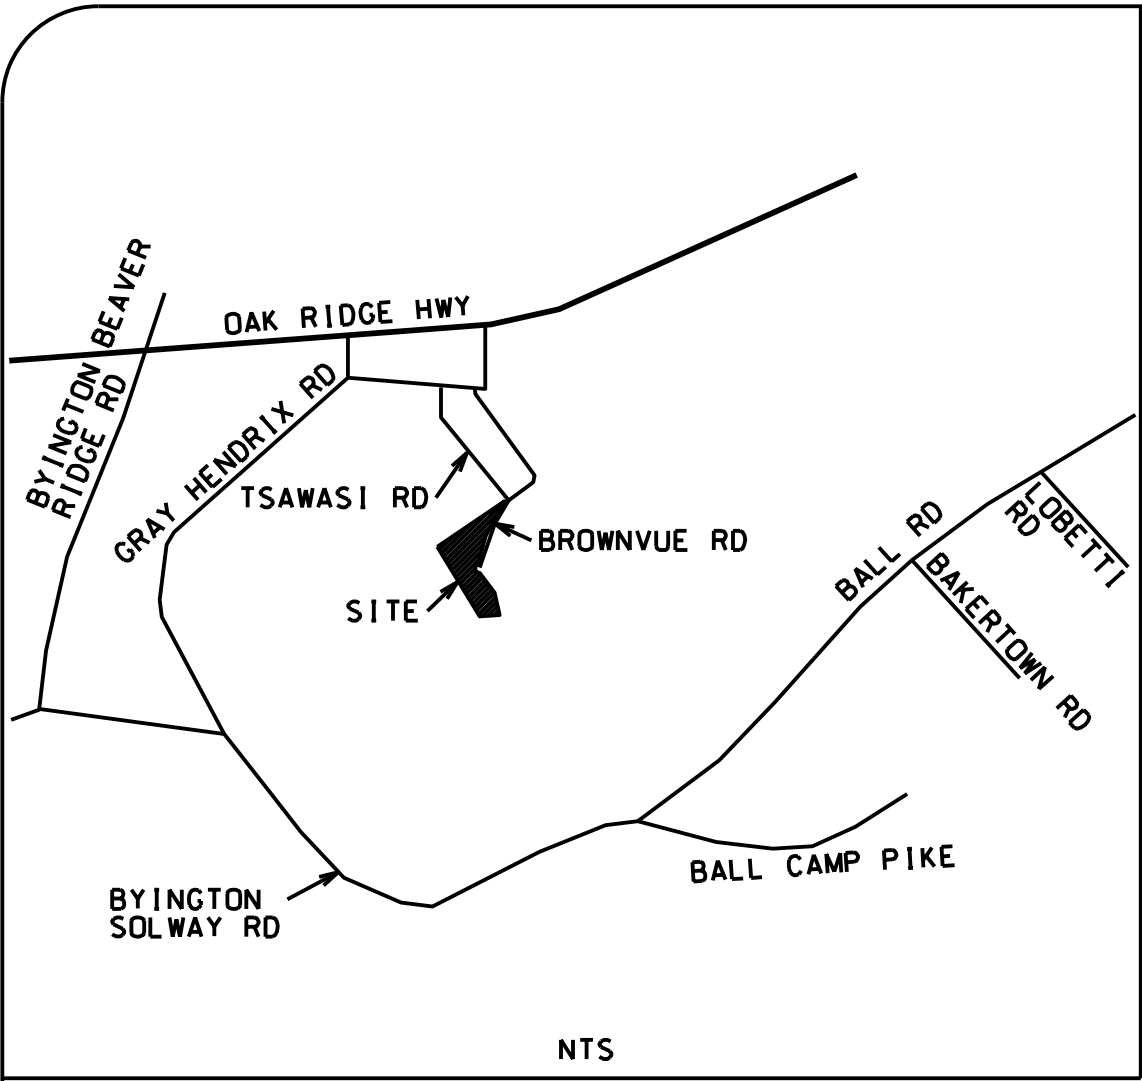 BYINGTON BEAVER
RIDGE RD
OAK RIDGE HWY
GRAY HENDRIX RD
TSAWASI RD
BROWNVUE RD
SITE
BALL RD
LOBETTI
RD
BAKERTOWN RD
BALL CAMP PIKE
BYINGTON
SOLWAY RD
NTS